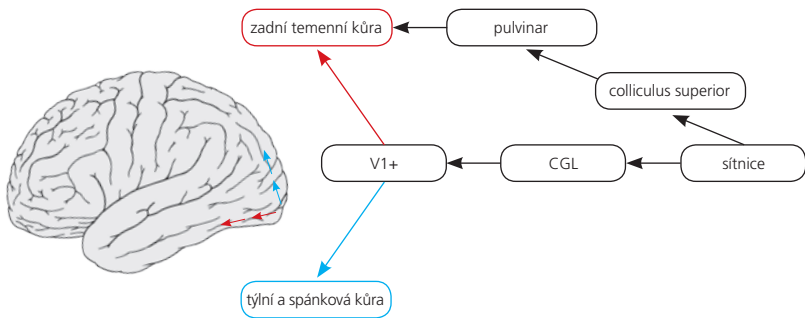 zadní temenní kůra
pulvinar
colliculus superior
V1+
CGL
sítnice
týlní a spánková kůra